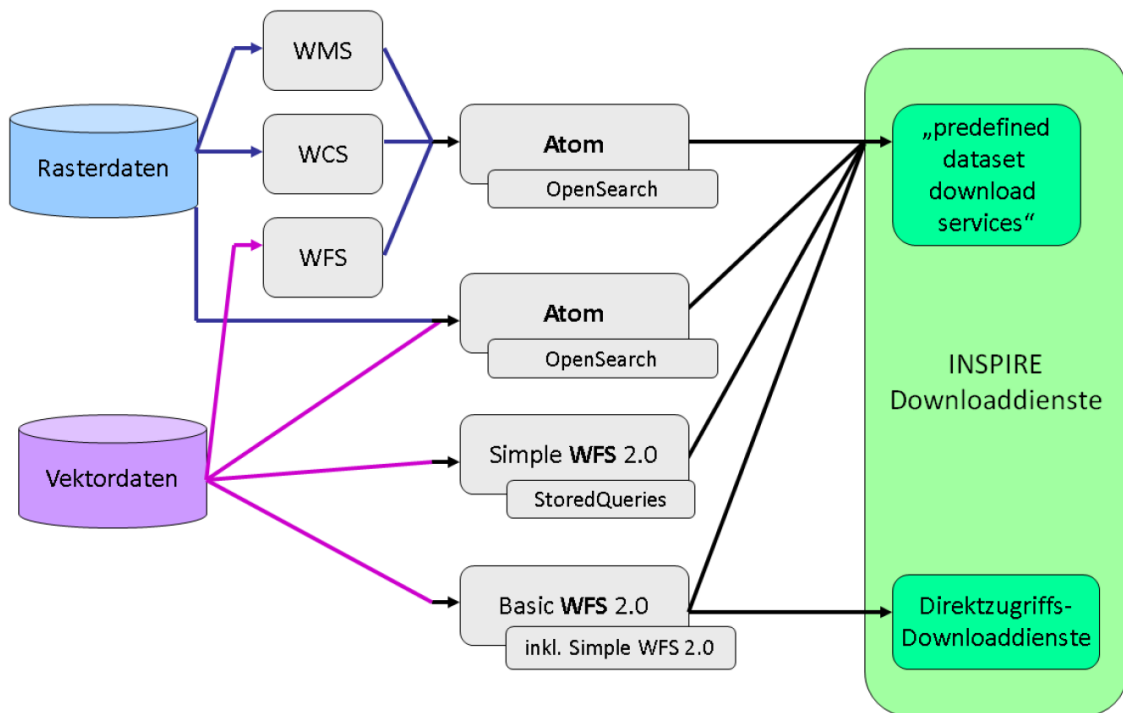 WMS
Rasterdaten
WCS
WFS
Atom
OpenSearch
Atom
OpenSearch
Vektordaten
Simple WFS 2.0
StoredQueries
Basic WFS 2.0
inkl. Simple WFS 2.0
„predefined
dataset
download
services“
INSPIRE
Downloaddienste
Direktzugriffs-
Downloaddienste